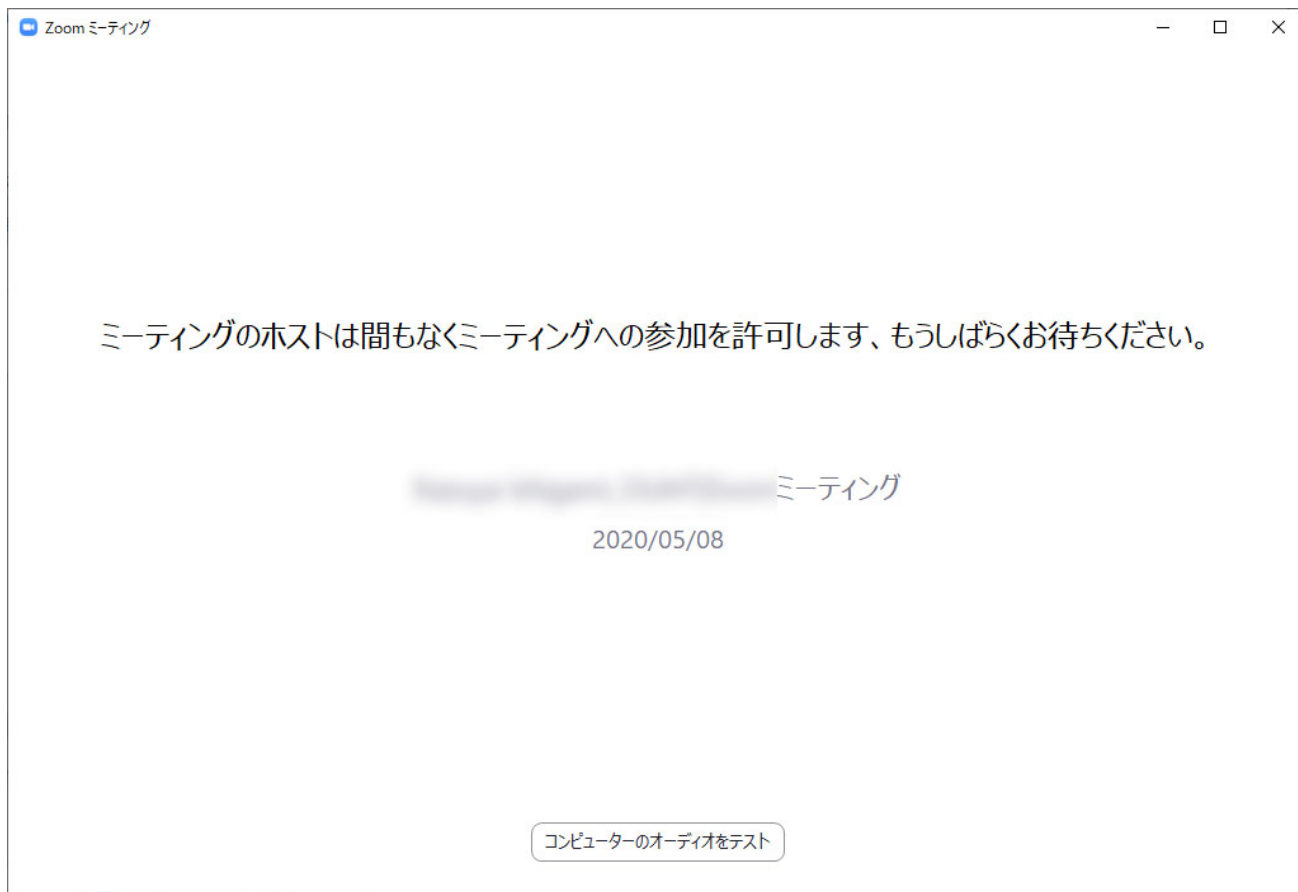 Zoom ミーティング
ミーティングのホストは間もなくミーティングへの参加を許可します、もうしばらくお待ちください。
ミーティング
2020/05/08
コンピューターのオーディオをテスト